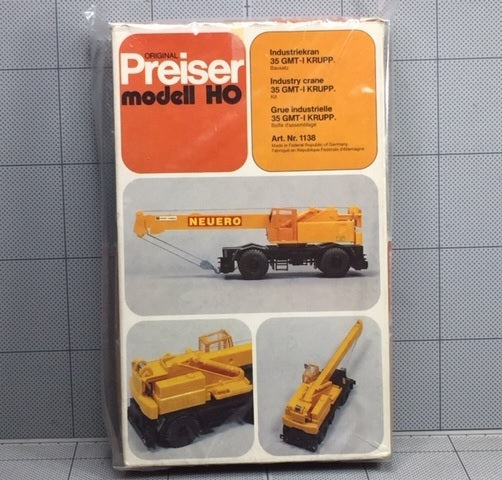 ORIGINAL
Preiser
modell HO
Industriekran
35 GMT-I KRUPP.
Bausatz
Industry crane
35 GMT-I KRUPP.
Kit
Grue industrielle
35 GMT-I KRUPP.
Boîte d'assemblage
Art. Nr. 1138
Made in Federal Republic of Germany
Fabriqué en République Fédérale d'Allemagne
NEUERO